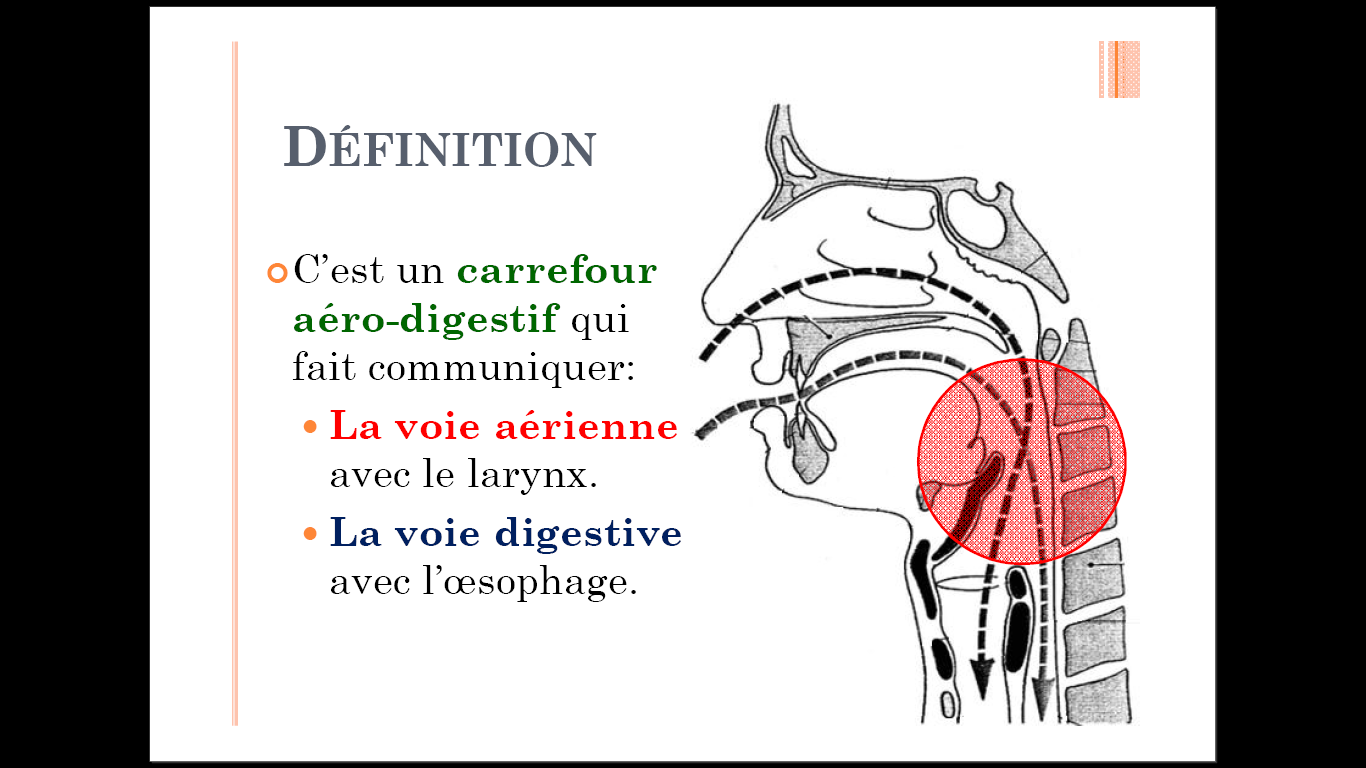 DÉFINITION
C’est un carrefour
aéro-digestif qui
fait communiquer:
La voie aérienne
avec le larynx.
La voie digestive
avec l’œsophage.